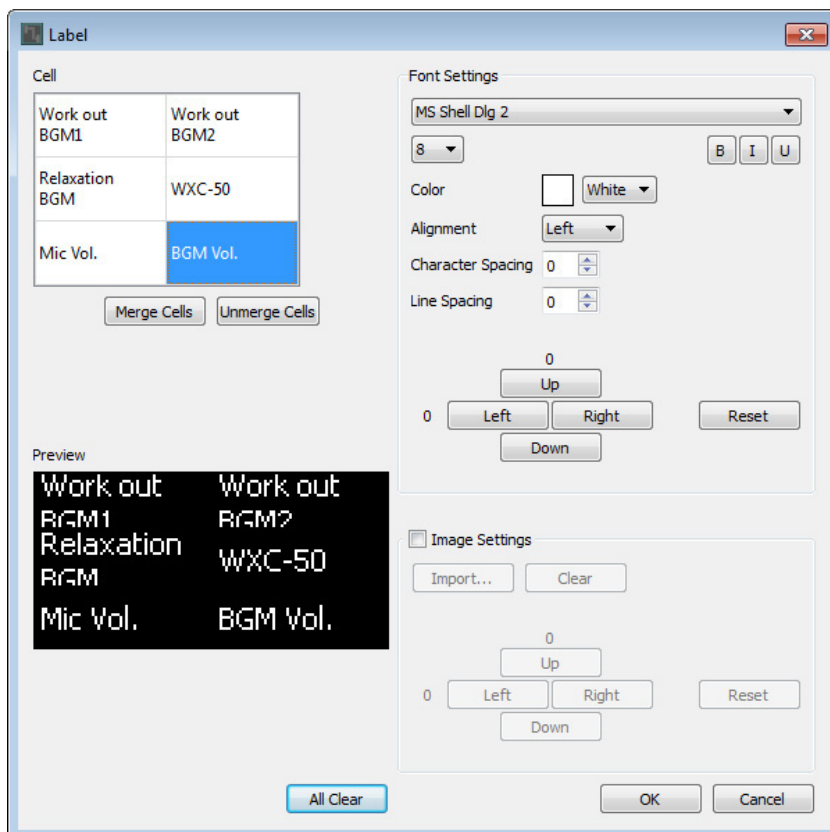 Label
Cell
Work out
BGM1
Work out
BGM2
Relaxation
BGM
WXC-50
Mic Vol.
BGM Vol.
Merge Cells
Unmerge Cells
Preview
Work out
BGM1
Work out
BGM2
Relaxation
BGM
WXC-50
Mic Vol.
BGM Vol.
All Clear
Font Settings
MS Shell Dlg 2
8
B I U
Color
White
Alignment
Left
Character Spacing 0
Line Spacing 0
0
Up
0 Left Right Reset
Down
Image Settings
Import... Clear
0
Up
0 Left Right Reset
Down
OK Cancel